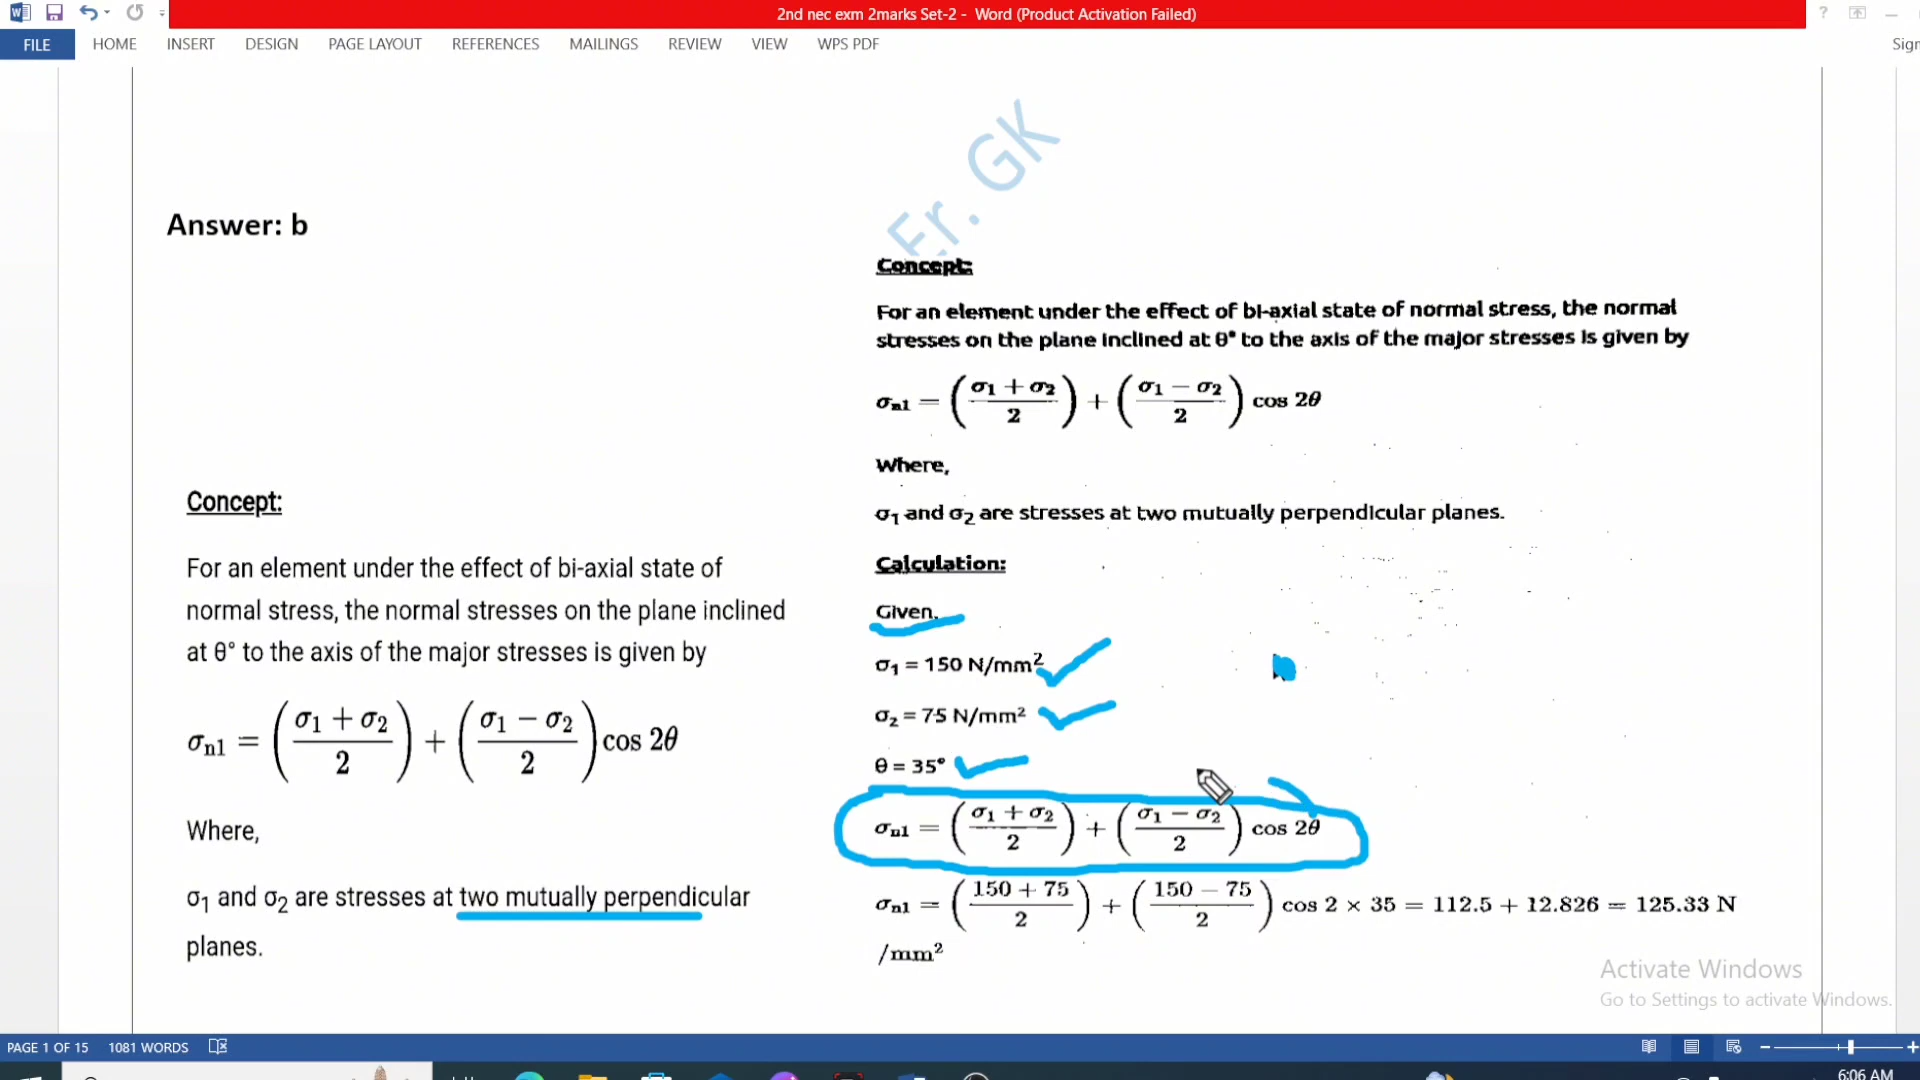 2nd nec exm 2marks Set-2 - Word (Product Activation Failed)
FILE HOME INSERT DESIGN PAGE LAYOUT REFERENCES MAILINGS REVIEW VIEW WPS PDF
Er. GK
Answer: b
Concept:
For an element under the effect of bi-axial state of
normal stress, the normal stresses on the plane inclined
at θ° to the axis of the major stresses is given by
σn1 = ((σ1 + σ2)/2) + ((σ1 − σ2)/2) cos 2θ
Where,
σ1 and σ2 are stresses at two mutually perpendicular
planes.
Concept:
For an element under the effect of bi-axial state of normal stress, the normal
stresses on the plane inclined at θ° to the axis of the major stresses is given by
σn1 = ((σ1 + σ2)/2) + ((σ1 − σ2)/2) cos 2θ
Where,
σ1 and σ2 are stresses at two mutually perpendicular planes.
Calculation:
Given,
σ1 = 150 N/mm²
σ2 = 75 N/mm²
θ = 35°
σn1 = ((σ1 + σ2)/2) + ((σ1 − σ2)/2) cos 2θ
σn1 = ((150 + 75)/2) + ((150 − 75)/2) cos 2 × 35 = 112.5 + 12.826 = 125.33 N
/mm²
Activate Windows
Go to Settings to activate Windows.
PAGE 1 OF 15 1081 WORDS
6:06 AM